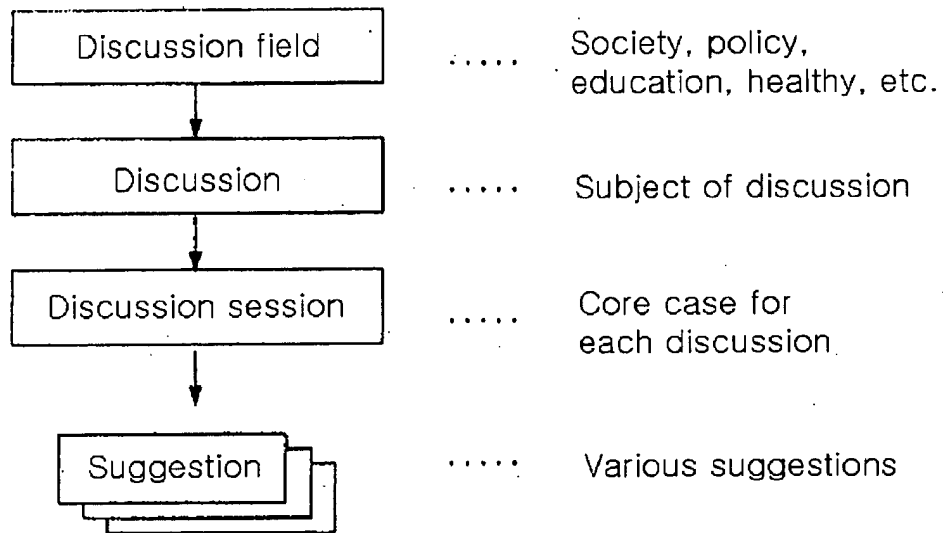 Discussion field ..... Society, policy,
education, healthy, etc.
Discussion ..... Subject of discussion
Discussion session ..... Core case for
each discussion
Suggestion ..... Various suggestions